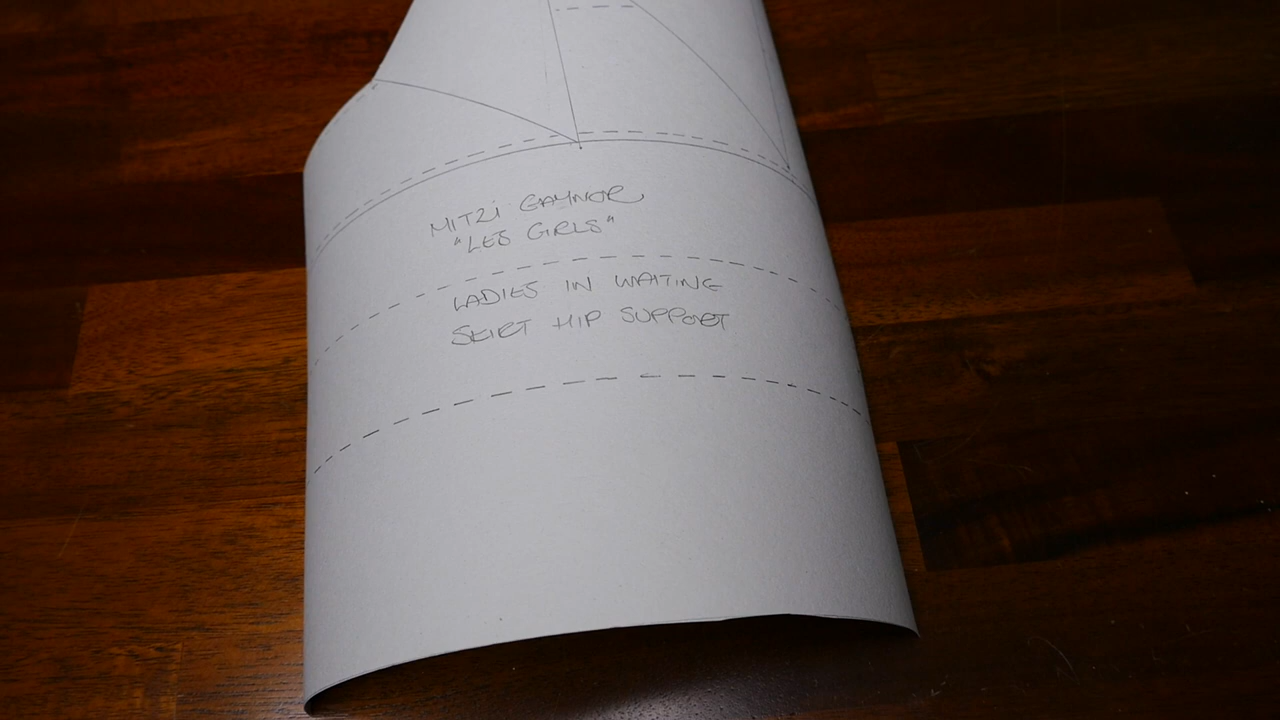 MITZI GAYNOR
"LES GIRLS"
LADIES IN WAITING
SKIRT HIP SUPPORT